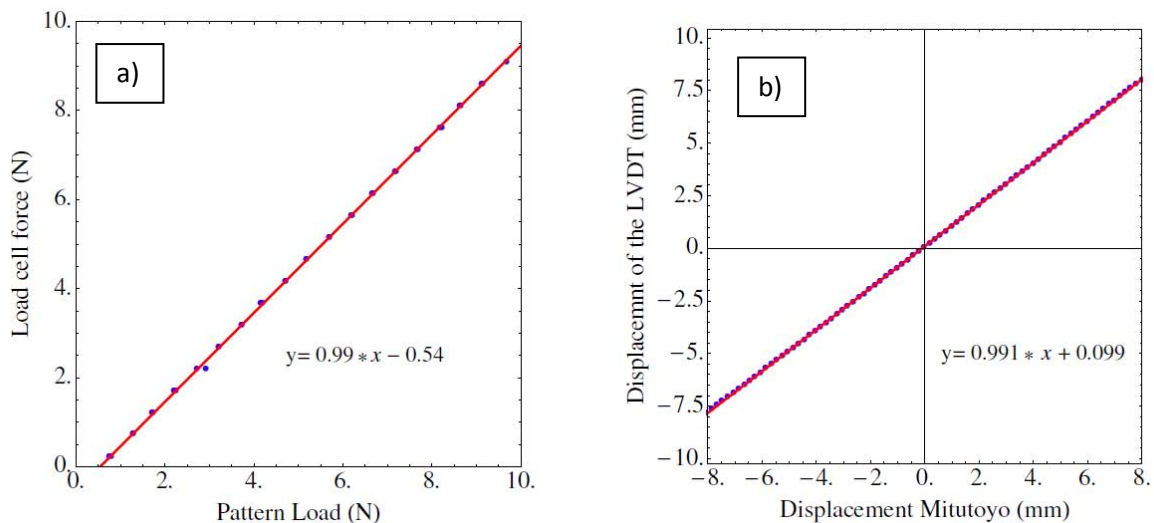 a)
Load cell force (N)
10.
8.
6.
4.
2.
0.
y= 0.99 * x − 0.54
0. 2. 4. 6. 8. 10.
Pattern Load (N)
b)
Displacemnt of the LVDT (mm)
10.
7.5
5.
2.5
0.
−2.5
−5.
−7.5
−10.
y= 0.991 * x + 0.099
−8. −6. −4. −2. 0. 2. 4. 6. 8.
Displacement Mitutoyo (mm)